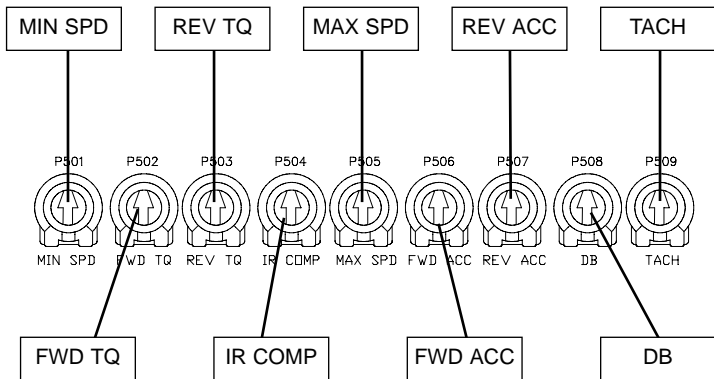 MIN SPD REV TQ MAX SPD REV ACC TACH
P501 P502 P503 P504 P505 P506 P507 P508 P509
MIN SPD FWD TQ REV TQ IR COMP MAX SPD FWD ACC REV ACC DB TACH
FWD TQ IR COMP FWD ACC DB